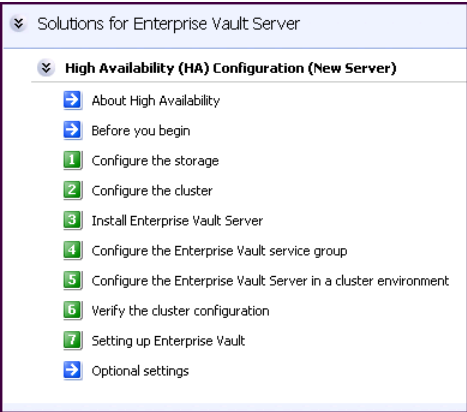 Solutions for Enterprise Vault Server
High Availability (HA) Configuration (New Server)
About High Availability
Before you begin
1 Configure the storage
2 Configure the cluster
3 Install Enterprise Vault Server
4 Configure the Enterprise Vault service group
5 Configure the Enterprise Vault Server in a cluster environment
6 Verify the cluster configuration
7 Setting up Enterprise Vault
Optional settings